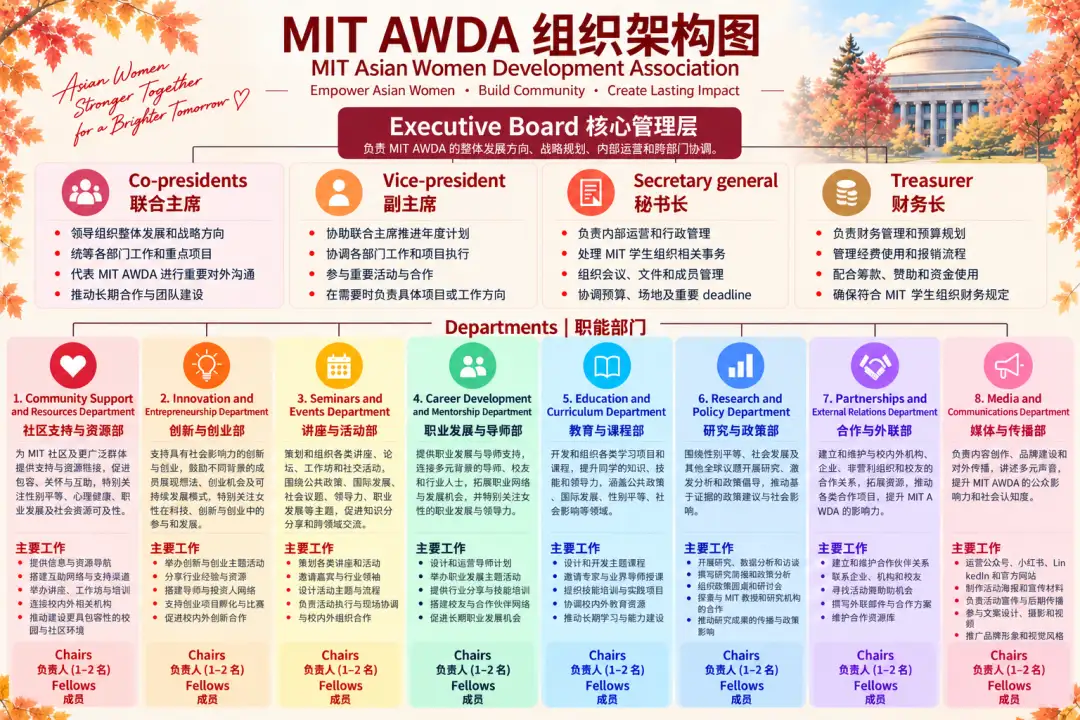 MIT AWDA 组织架构图
MIT Asian Women Development Association
Empower Asian Women • Build Community • Create Lasting Impact
Asian Women
Stronger Together
for a Brighter Tomorrow ♡
Executive Board 核心管理层
负责 MIT AWDA 的整体发展方向、战略规划、内部运营和跨部门协调。
Co-presidents
联合主席
• 领导组织整体发展和战略方向
• 统筹各部门工作和重点项目
• 代表 MIT AWDA 进行重要对外沟通
• 推动长期合作与团队建设
Vice-president
副主席
• 协助联合主席推进年度计划
• 协调各部门工作和项目执行
• 参与重要活动与合作
• 在需要时负责具体项目或工作方向
Secretary general
秘书长
• 负责内部运营和行政管理
• 处理 MIT 学生组织相关事务
• 组织会议、文件和成员管理
• 协调预算、场地及重要 deadline
Treasurer
财务长
• 负责财务管理和预算规划
• 管理经费使用和报销流程
• 配合筹款、赞助和资金使用
• 确保符合 MIT 学生组织财务规定
Departments | 职能部门
1. Community Support
and Resources Department
社区支持与资源部
为 MIT 社区及更广泛群体
提供支持与资源链接，促进
包容、关怀与互助，特别关
注性别平等、心理健康、职
业发展及社会资源可及性。
主要工作
• 提供信息与资源导航
• 搭建互助网络与支持渠道
• 举办讲座、工作坊与培训
• 连接校内外相关机构
• 推动建设更具包容性的校
园与社区环境
Chairs
负责人 (1–2 名)
Fellows
成员
2. Innovation and
Entrepreneurship Department
创新与创业部
支持具有社会影响力的创新
与创业，鼓励不同背景的成
员展现想法、创业机会及可
持续发展模式，特别关注女
性在科技、创新与创业中的
参与和发展。
主要工作
• 举办创新与创业主题活动
• 分享行业经验与资源
• 搭建导师与投资人网络
• 支持创业项目孵化与比赛
• 促进校内外创新合作
Chairs
负责人 (1–2 名)
Fellows
成员
3. Seminars and
Events Department
讲座与活动部
策划和组织各类讲座、论
坛、工作坊和社交活动，
围绕公共政策、国际发展、
社会议题、领导力、职业
发展等主题，促进知识分
分享和跨领域交流。
主要工作
• 策划各类讲座和活动
• 邀请嘉宾与行业领袖
• 设计活动主题与流程
• 负责活动执行与现场协调
• 与校内外组织合作
Chairs
负责人 (1–2 名)
Fellows
成员
4. Career Development
and Mentorship Department
职业发展与导师部
提供职业发展与导师支持，
连接多元背景的导师、校友
和行业人士，拓展职业网络
与发展机会，并特别关注女
性的职业发展与领导力。
主要工作
• 设计和运营导师计划
• 举办职业发展主题活动
• 提供行业分享与技能培训
• 搭建校友与合作伙伴网络
• 促进长期职业发展机会
Chairs
负责人 (1–2 名)
Fellows
成员
5. Education and
Curriculum Department
教育与课程部
开发和组织各类学习项目和
课程，提升同学的知识、技
能和领导力，涵盖公共政策
、国际发展、性别平等、社
会影响等领域。
主要工作
• 设计和开发主题课程
• 邀请专家与业界导师授课
• 组织技能培训与实践项目
• 协调校内外教育资源
• 推动长期学习与能力建设
Chairs
负责人 (1–2 名)
Fellows
成员
6. Research and
Policy Department
研究与政策部
围绕性别平等、社会发展及
其他全球议题开展研究、激
发分析和政策倡导，推动基
于证据的政策建议与社会影
响。
主要工作
• 开展研究、数据分析和访谈
• 撰写研究简报和政策分析
• 组织政策圆桌和研讨会
• 探索与 MIT 教授和研究机构
的合作
• 推动研究成果的传播与政策
影响
Chairs
负责人 (1–2 名)
Fellows
成员
7. Partnerships and
External Relations Department
合作与外联部
建立和维护与校内外机构、
企业、非营利组织和校友的
合作关系，拓展资源，推动
各类合作项目，提升 MIT A
WDA 的影响力。
主要工作
• 建立和维护合作伙伴关系
• 联系企业、机构和校友
• 寻找活动赞助机会
• 撰写外联邮件与合作方案
• 维护合作资源库
Chairs
负责人 (1–2 名)
Fellows
成员
8. Media and
Communications Department
媒体与传播部
负责内容创作、品牌建设和
对外传播，讲述多元声音，
提升 MIT AWDA 的公众影
响力和社会认知度。
主要工作
• 运营公众号、小红书、Lin
kedIn 和官方网站
• 制作活动海报和宣传材料
• 负责活动宣传与后期传播
• 参与文案设计、摄影和视
频
• 推广品牌形象和视觉风格
Chairs
负责人 (1–2 名)
Fellows
成员